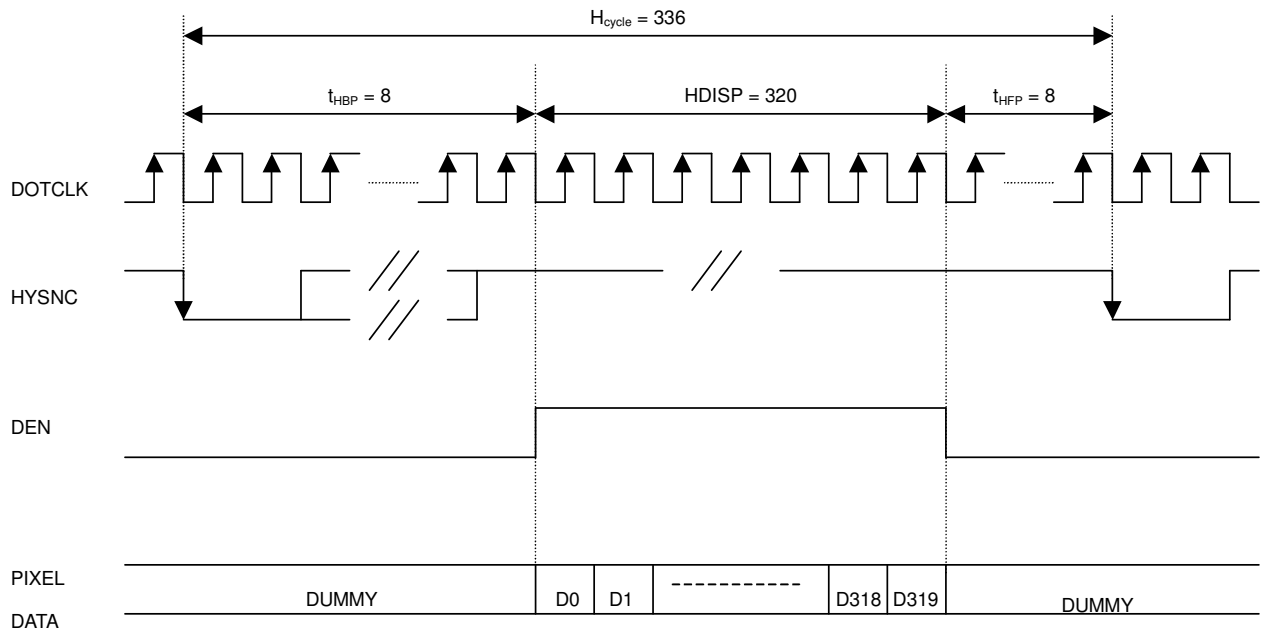 Hcycle = 336
tHBP = 8
HDISP = 320
tHFP = 8
DOTCLK
HYSNC
DEN
PIXEL
DATA
DUMMY
D0
D1
D318
D319
DUMMY